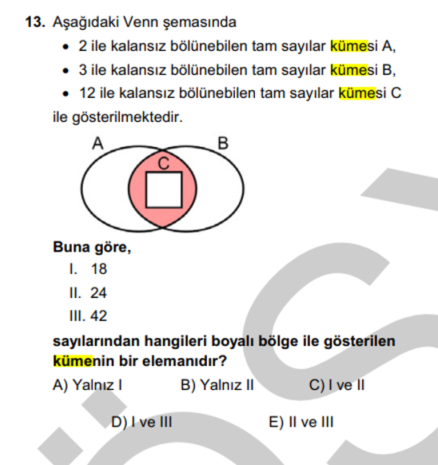 13. Aşağıdaki Venn şemasında
• 2 ile kalansız bölünebilen tam sayılar kümesi A,
• 3 ile kalansız bölünebilen tam sayılar kümesi B,
• 12 ile kalansız bölünebilen tam sayılar kümesi C
ile gösterilmektedir.
A B
C
Buna göre,
I. 18
II. 24
III. 42
sayılarından hangileri boyalı bölge ile gösterilen
kümenin bir elemanıdır?
A) Yalnız I B) Yalnız II C) I ve II
D) I ve III E) II ve III